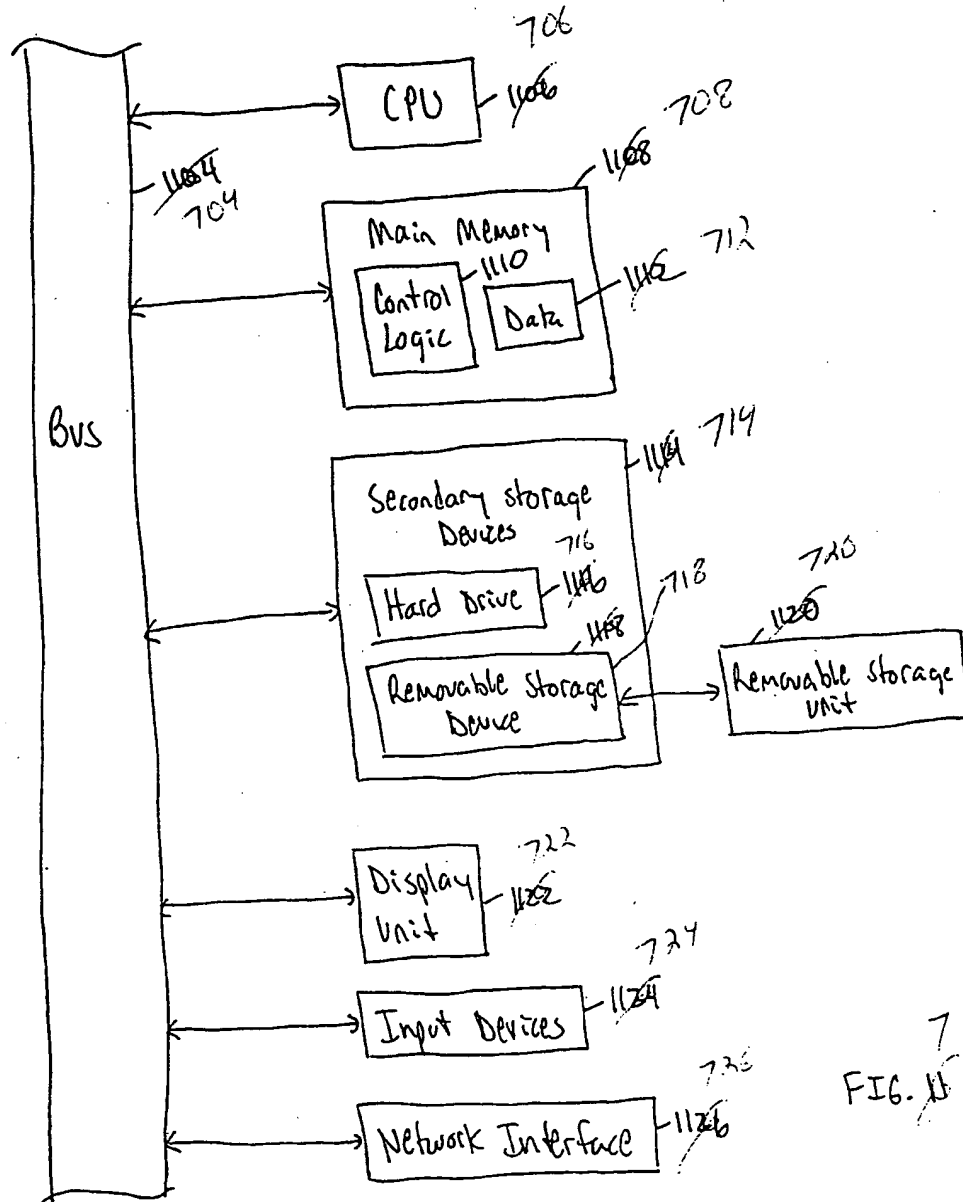 706
CPU
1106
1104
704
708
1108
Main Memory
1110
712
1112
Control
Logic
Data
Bus
714
1114
Secondary Storage
Devices
716
Hard Drive
1116
718
1118
Removable Storage
Device
720
1120
Removable Storage
Unit
722
Display
Unit
1122
724
Input Devices
1124
726
Network Interface
1126
7
FIG. 11